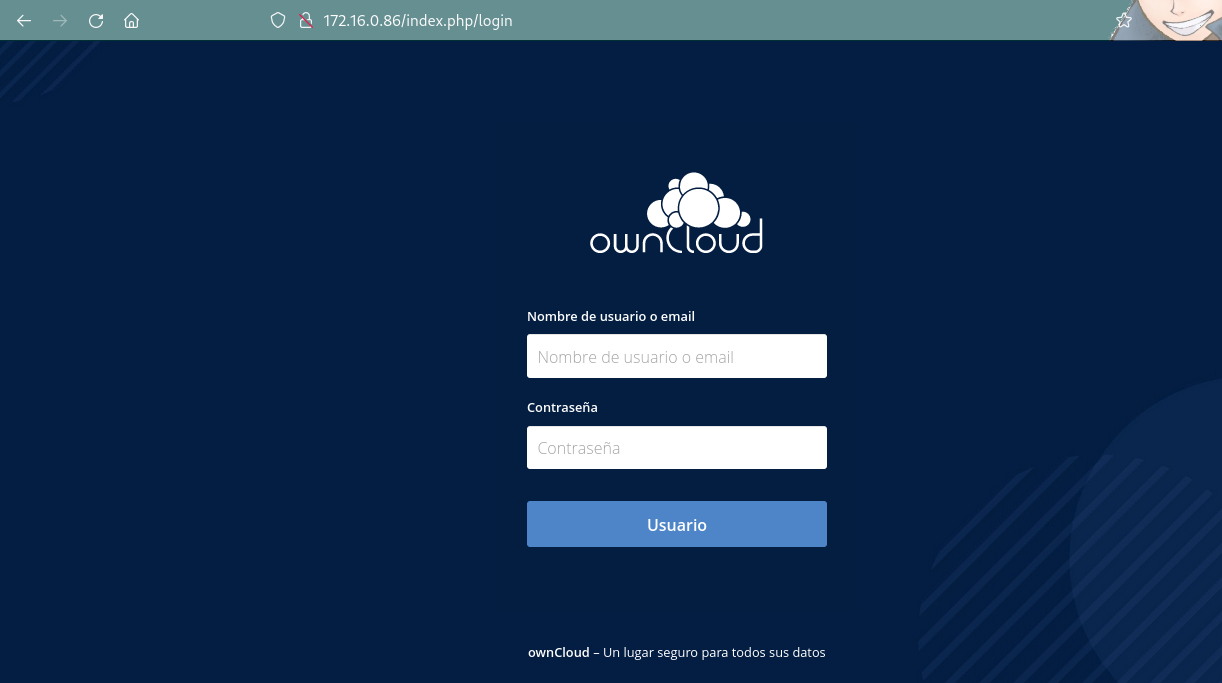 172.16.0.86/index.php/login
ownCloud
Nombre de usuario o email
Nombre de usuario o email
Contraseña
Contraseña
Usuario
ownCloud – Un lugar seguro para todos sus datos